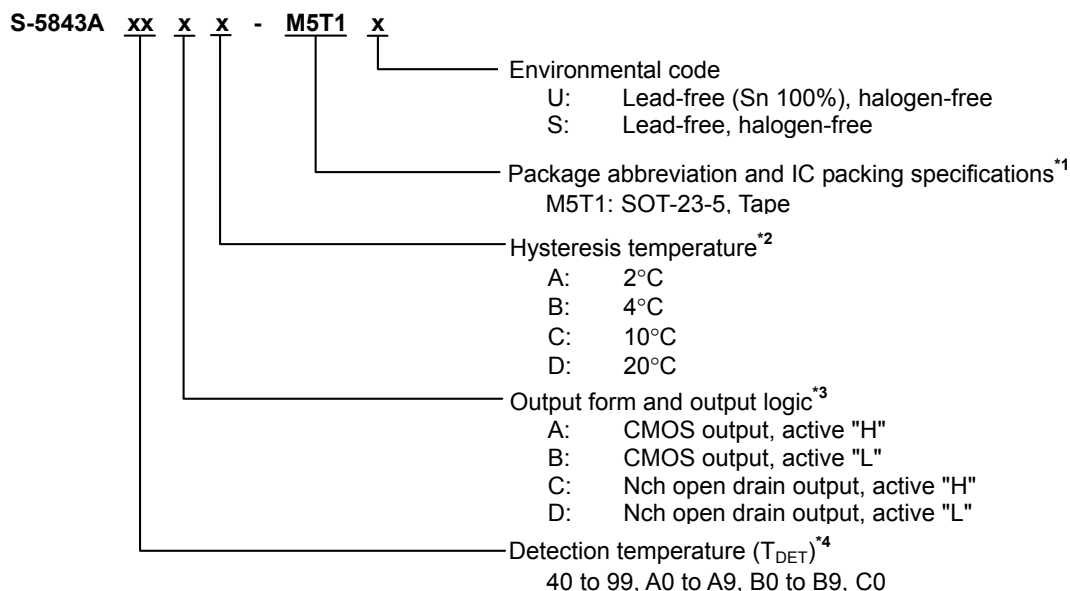 S-5843A xx x x - M5T1 x
Environmental code
U: Lead-free (Sn 100%), halogen-free
S: Lead-free, halogen-free
Package abbreviation and IC packing specifications*1
M5T1: SOT-23-5, Tape
Hysteresis temperature*2
A: 2°C
B: 4°C
C: 10°C
D: 20°C
Output form and output logic*3
A: CMOS output, active "H"
B: CMOS output, active "L"
C: Nch open drain output, active "H"
D: Nch open drain output, active "L"
Detection temperature (TDET)*4
40 to 99, A0 to A9, B0 to B9, C0